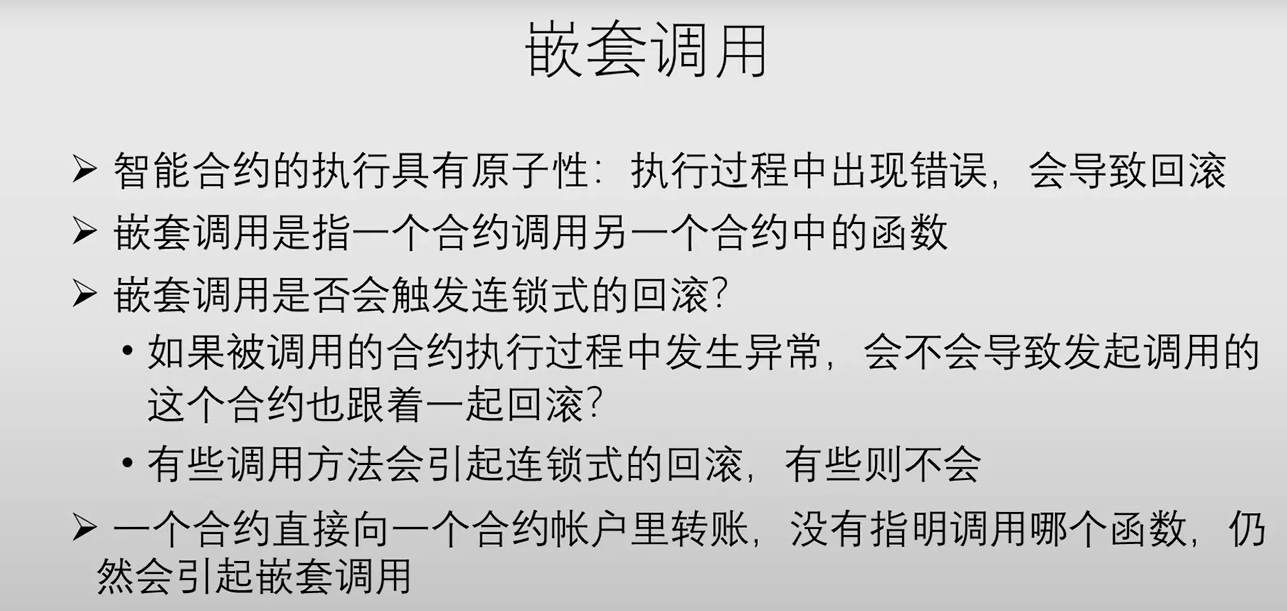 嵌套调用
➢ 智能合约的执行具有原子性：执行过程中出现错误，会导致回滚
➢ 嵌套调用是指一个合约调用另一个合约中的函数
➢ 嵌套调用是否会触发连锁式的回滚？
• 如果被调用的合约执行过程中发生异常，会不会导致发起调用的
这个合约也跟着一起回滚？
• 有些调用方法会引起连锁式的回滚，有些则不会
➢ 一个合约直接向一个合约帐户里转账，没有指明调用哪个函数，仍
然会引起嵌套调用